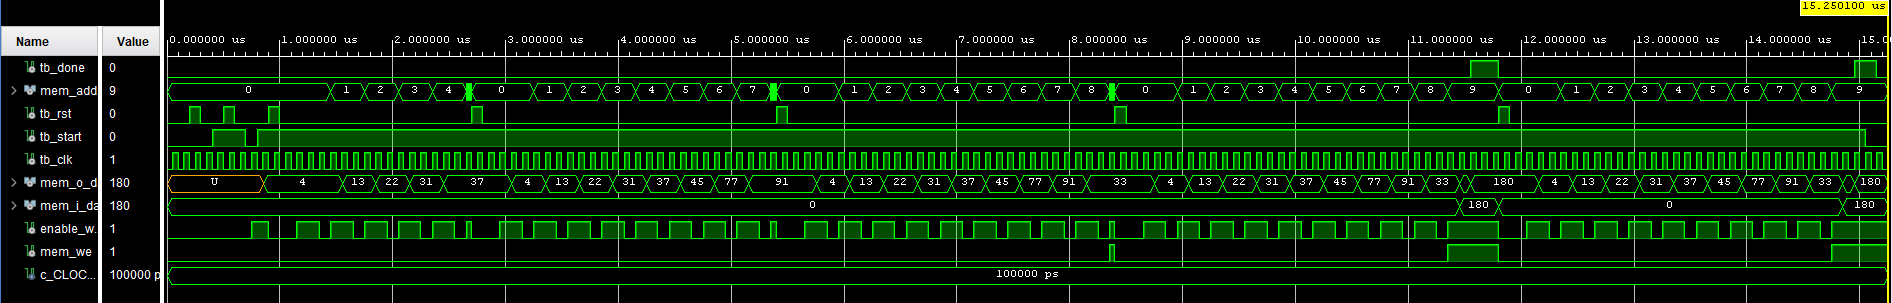 15.250100 us
Name Value 0.000000 us 1.000000 us 2.000000 us 3.000000 us 4.000000 us 5.000000 us 6.000000 us 7.000000 us 8.000000 us 9.000000 us 10.000000 us 11.000000 us 12.000000 us 13.000000 us 14.000000 us 15.0
tb_done 0
mem_add 9 0 1 2 3 4 0 1 2 3 4 5 6 7 0 1 2 3 4 5 6 7 8 0 1 2 3 4 5 6 7 8 9 0 1 2 3 4 5 6 7 8 9
tb_rst 0
tb_start 0
tb_clk 1
mem_o_d 180 U 4 13 22 31 37 4 13 22 31 37 45 77 91 4 13 22 31 37 45 77 91 33 4 13 22 31 37 45 77 91 33 180 4 13 22 31 37 45 77 91 33 180
mem_i_da 180 0 180 0 180
enable_w. 1
mem_we 1
c_CLOC... 100000 p 100000 ps